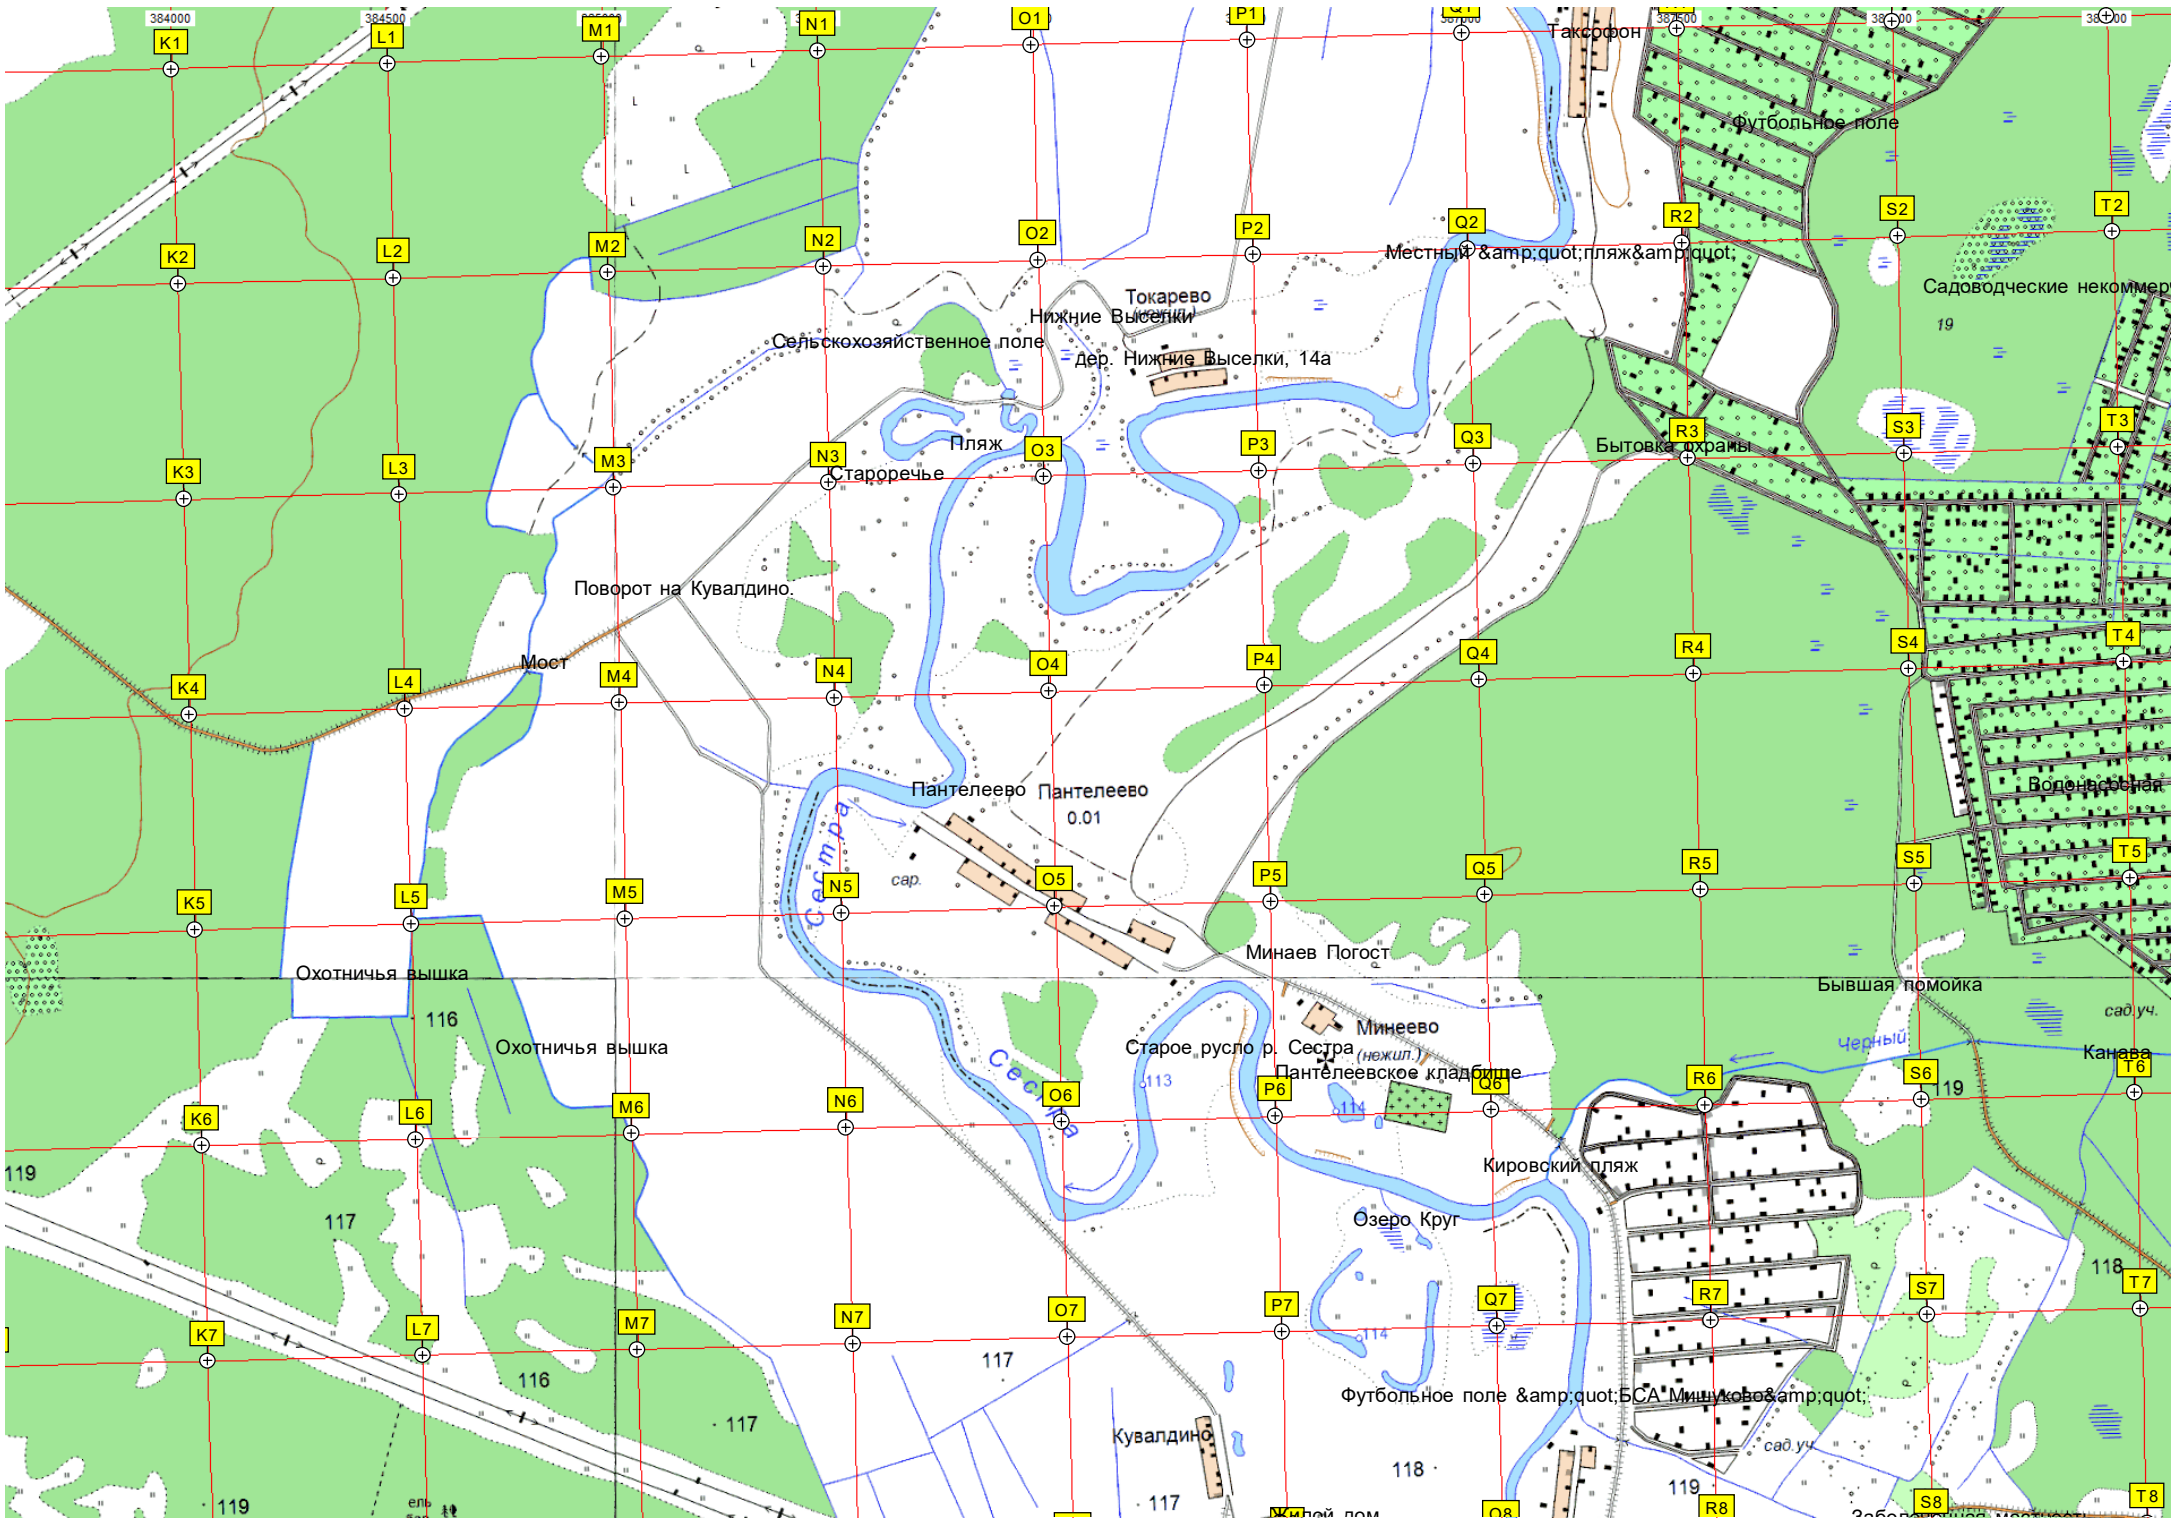 384000
384500
387000
387500
K1
L1
M1
N1
O1
P1
Q1
Таксофон
Футбольное поле
K2
L2
M2
N2
O2
P2
Q2
R2
S2
T2
Местный &amp;quot;пляж&amp;quot;
Садоводческие некоммер
19
Токарево
(нежил.)
Нижние Выселки
Сельскохозяйственное поле
дер. Нижние Выселки, 14а
K3
L3
M3
N3
O3
P3
Q3
R3
S3
T3
Пляж
Бытовка охраны
Староречье
Поворот на Кувалдино.
Мост
K4
L4
M4
N4
O4
P4
Q4
R4
S4
T4
Пантелеево
Пантелеево
0.01
Водонасосная
Сестра
сар.
K5
L5
M5
N5
O5
P5
Q5
R5
S5
T5
Минаев Погост
Охотничья вышка
Бывшая помойка
116
сад.уч.
Минеево
(нежил.)
Охотничья вышка
Старое русло р. Сестра
Черный
Канава
Сестра
113
Пантелеевское кладбище
114
119
K6
L6
M6
N6
O6
P6
Q6
R6
S6
T6
119
Кировский пляж
117
Озеро Круг
118
K7
L7
M7
N7
O7
P7
Q7
R7
S7
T7
114
117
116
117
Футбольное поле &amp;quot;БСА Мишуково&amp;quot;
Кувалдино
сад.уч.
118
119
117
119
ель
Жилой дом
Q8
R8
S8
T8
Заболоченная местность